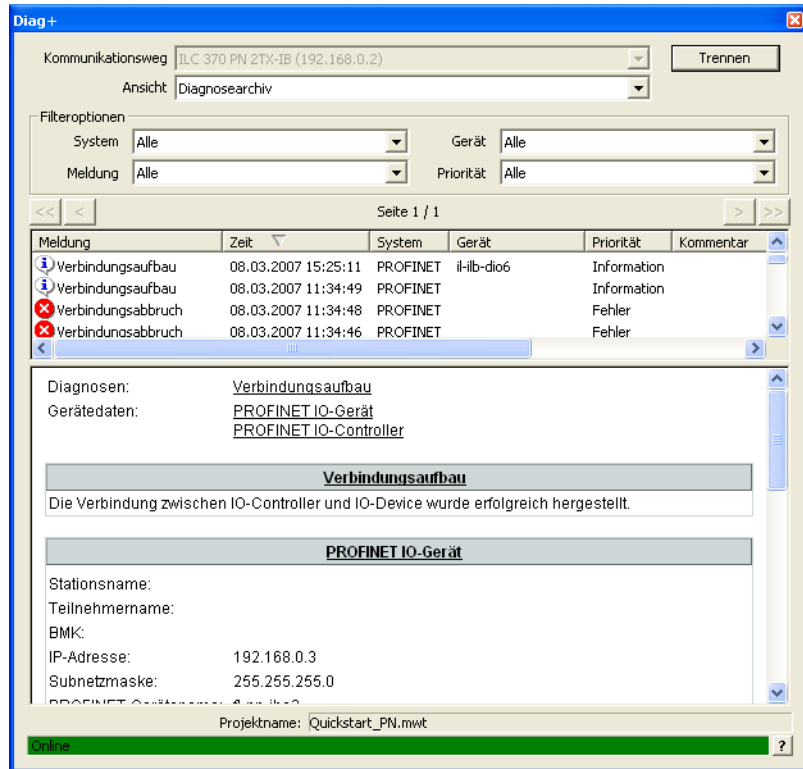 Diag+
Kommunikationsweg ILC 370 PN 2TX-IB (192.168.0.2) Trennen
Ansicht Diagnosearchiv
Filteroptionen
System Alle Gerät Alle
Meldung Alle Priorität Alle
<< < Seite 1 / 1 > >>
Meldung Zeit System Gerät Priorität Kommentar
Verbindungsaufbau 08.03.2007 15:25:11 PROFINET il-ilb-dio6 Information
Verbindungsaufbau 08.03.2007 11:34:49 PROFINET Information
Verbindungsabbruch 08.03.2007 11:34:48 PROFINET Fehler
Verbindungsabbruch 08.03.2007 11:34:46 PROFINET Fehler
Diagnosen: Verbindungsaufbau
Gerätedaten: PROFINET IO-Gerät
PROFINET IO-Controller
Verbindungsaufbau
Die Verbindung zwischen IO-Controller und IO-Device wurde erfolgreich hergestellt.
PROFINET IO-Gerät
Stationsname:
Teilnehmername:
BMK:
IP-Adresse: 192.168.0.3
Subnetzmaske: 255.255.255.0
Projektname: Quickstart_PN.mwt
Online ?